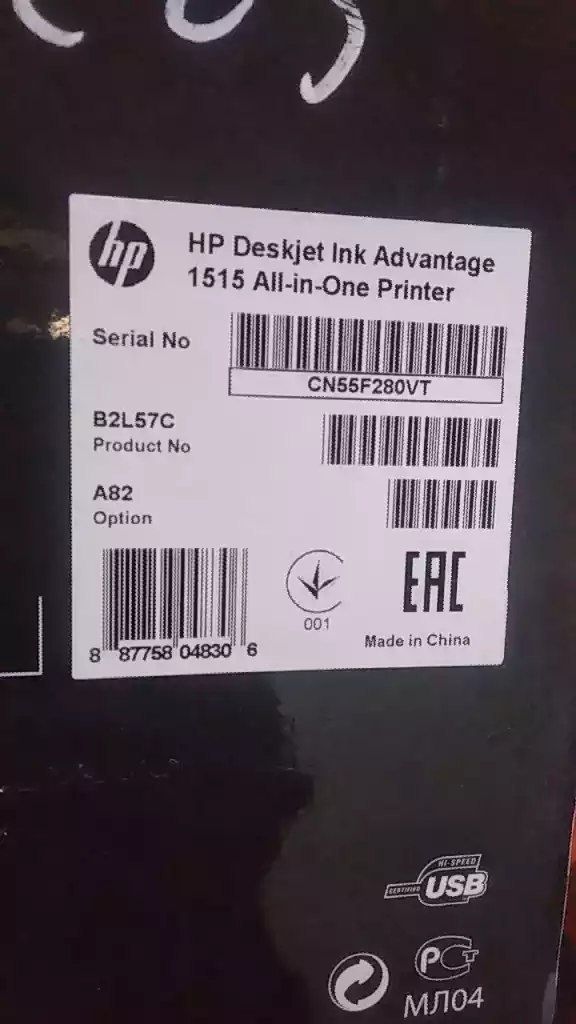 hp
HP Deskjet Ink Advantage
1515 All-in-One Printer
Serial No
CN55F280VT
B2L57C
Product No
A82
Option
8 87758 04830 6
001
EAC
Made in China
HI-SPEED
CERTIFIED USB
РСТ
МЛ04